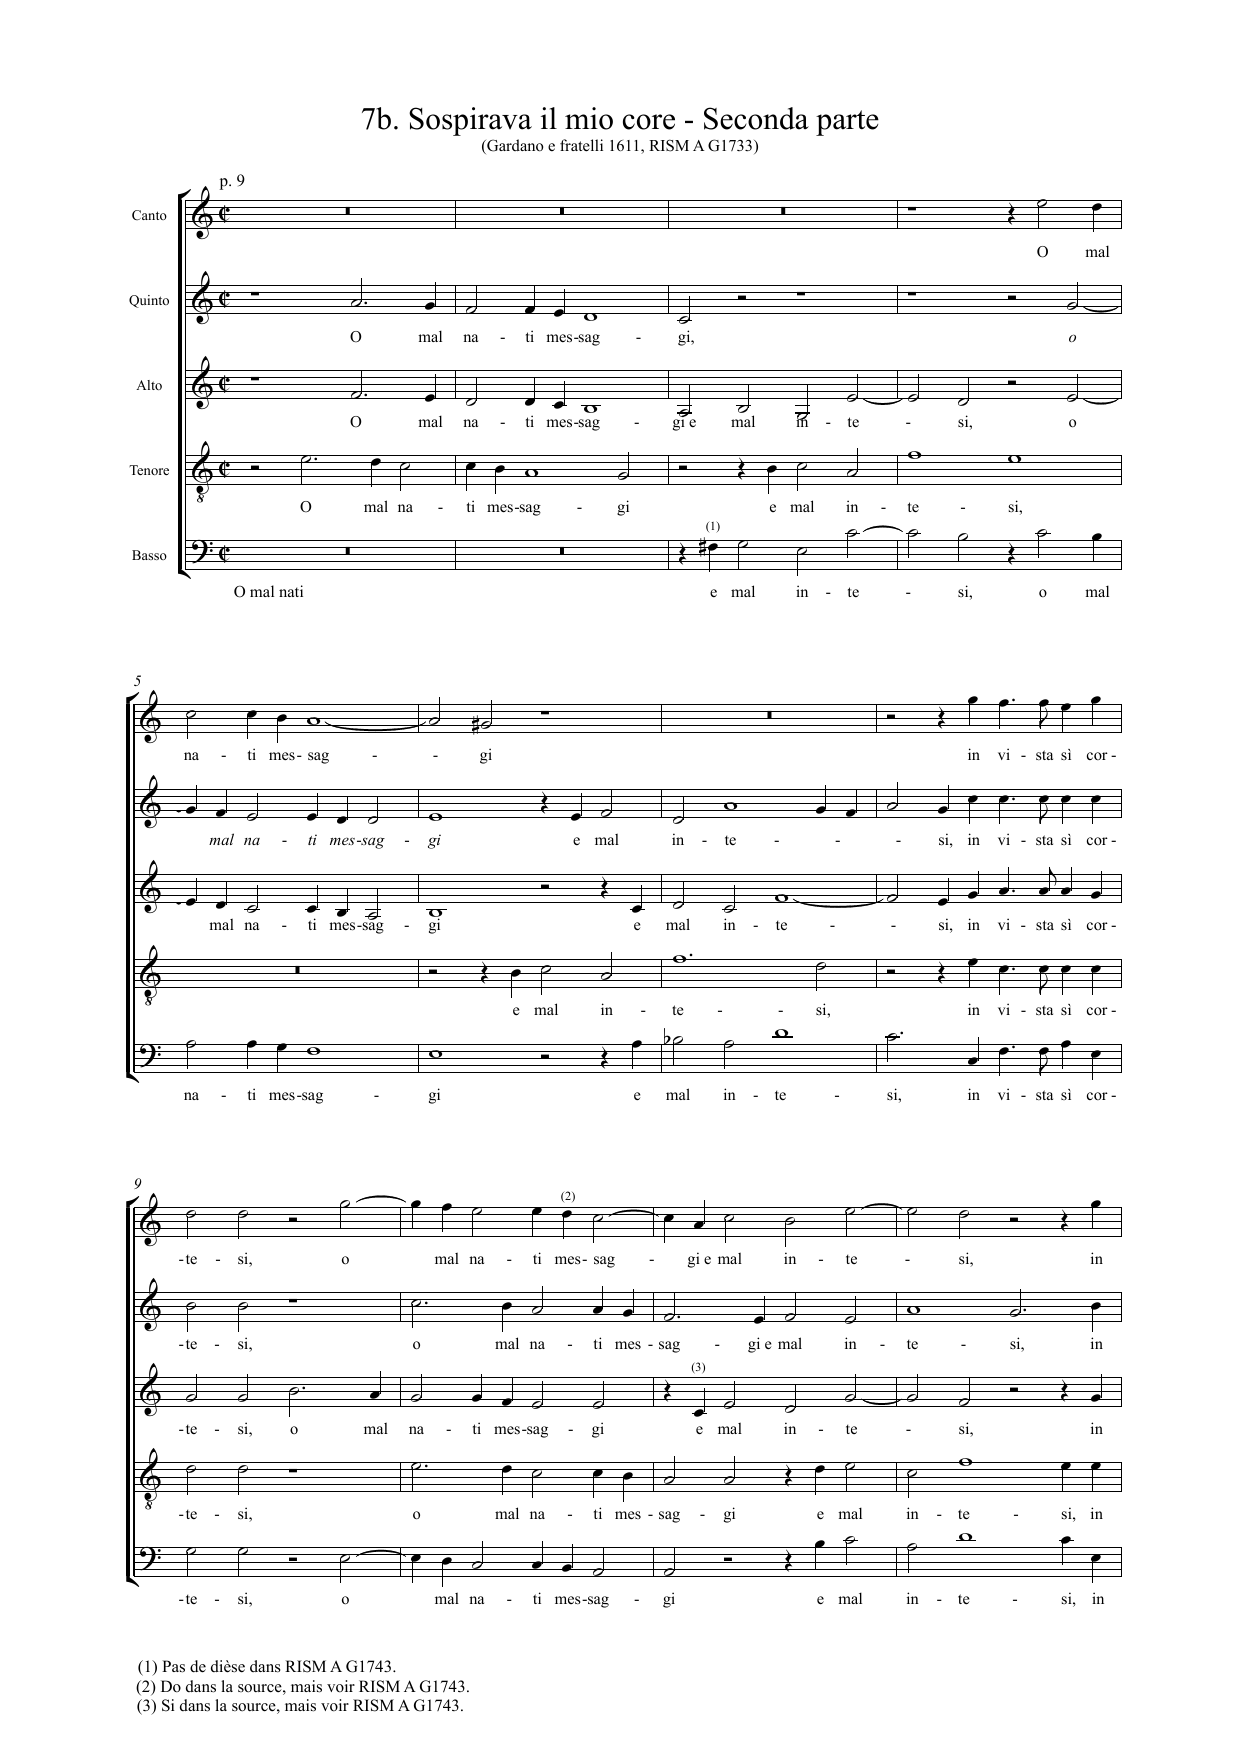 7b. Sospirava il mio core - Seconda parte
(Gardano e fratelli 1611, RISM A G1733)
p. 9
Canto
O mal
Quinto
O mal na - ti mes-sag - gi, o
Alto
O mal na - ti mes-sag - gi e mal in - te - si, o
Tenore
8
O mal na - ti mes-sag - gi e mal in - te - si,
(1)
Basso
O mal nati e mal in - te - si, o mal
5
na - ti mes- sag - - gi in vi - sta sì cor -
mal na - ti mes-sag - gi e mal in - te - - - si, in vi - sta sì cor -
mal na - ti mes-sag - gi e mal in - te - - si, in vi - sta sì cor -
8
e mal in - te - - si, in vi - sta sì cor -
na - ti mes-sag - gi e mal in - te - si, in vi - sta sì cor -
9
(2)
-te - si, o mal na - ti mes- sag - gi e mal in - te - si, in
-te - si, o mal na - ti mes - sag - gi e mal in - te - si, in
(3)
-te - si, o mal na - ti mes-sag - gi e mal in - te - si, in
8
-te - si, o mal na - ti mes - sag - gi e mal in - te - si, in
-te - si, o mal na - ti mes-sag - gi e mal in - te - si, in
(1) Pas de dièse dans RISM A G1743.
(2) Do dans la source, mais voir RISM A G1743.
(3) Si dans la source, mais voir RISM A G1743.